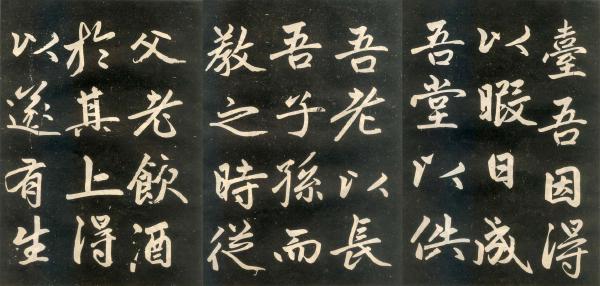 臺吾因得
以暇日成
吾堂以供
吾老以長
吾子孫而
教之時從
父老飲酒
於其上得
以遂有生